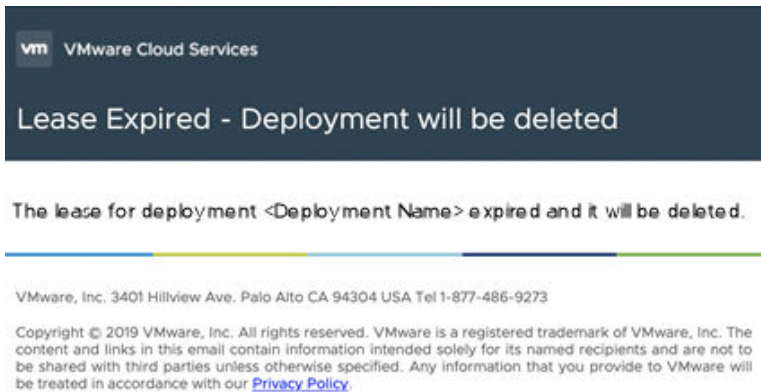 vm VMware Cloud Services
Lease Expired - Deployment will be deleted
The lease for deployment <Deployment Name> expired and it will be deleted.
VMware, Inc. 3401 Hillview Ave. Palo Alto CA 94304 USA Tel 1-877-486-9273
Copyright © 2019 VMware, Inc. All rights reserved. VMware is a registered trademark of VMware, Inc. The
content and links in this email contain information intended solely for its named recipients and are not to
be shared with third parties unless otherwise specified. Any information that you provide to VMware will
be treated in accordance with our Privacy Policy.